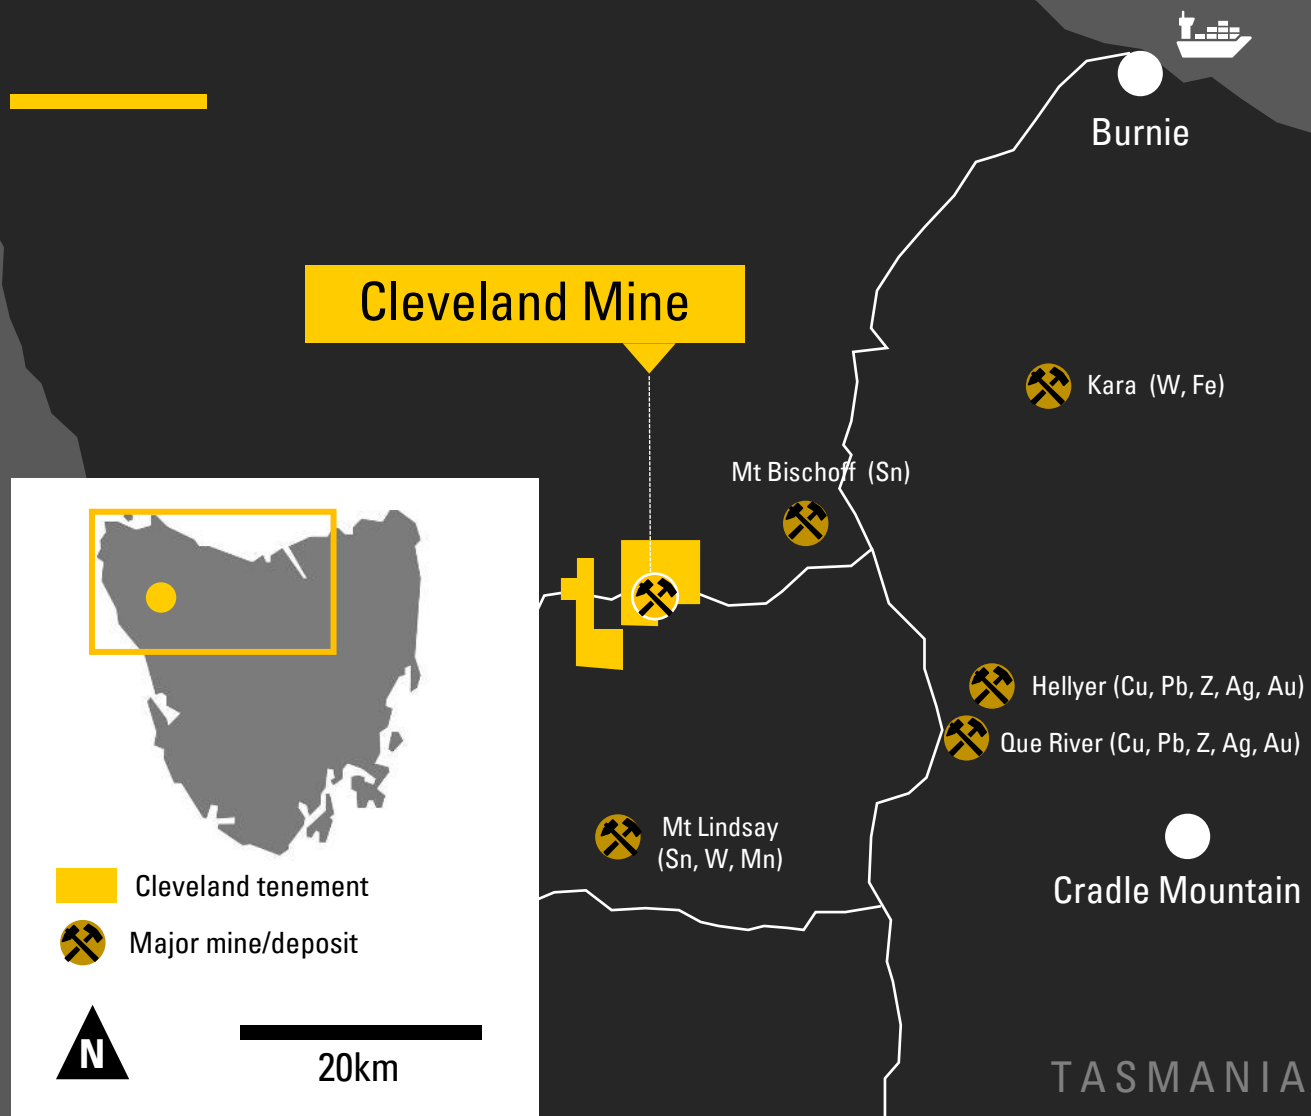 Burnie
Cleveland Mine
Kara (W, Fe)
Mt Bischoff (Sn)
Hellyer (Cu, Pb, Z, Ag, Au)
Que River (Cu, Pb, Z, Ag, Au)
Mt Lindsay
(Sn, W, Mn)
Cradle Mountain
Cleveland tenement
Major mine/deposit
N
20km
TASMANIA